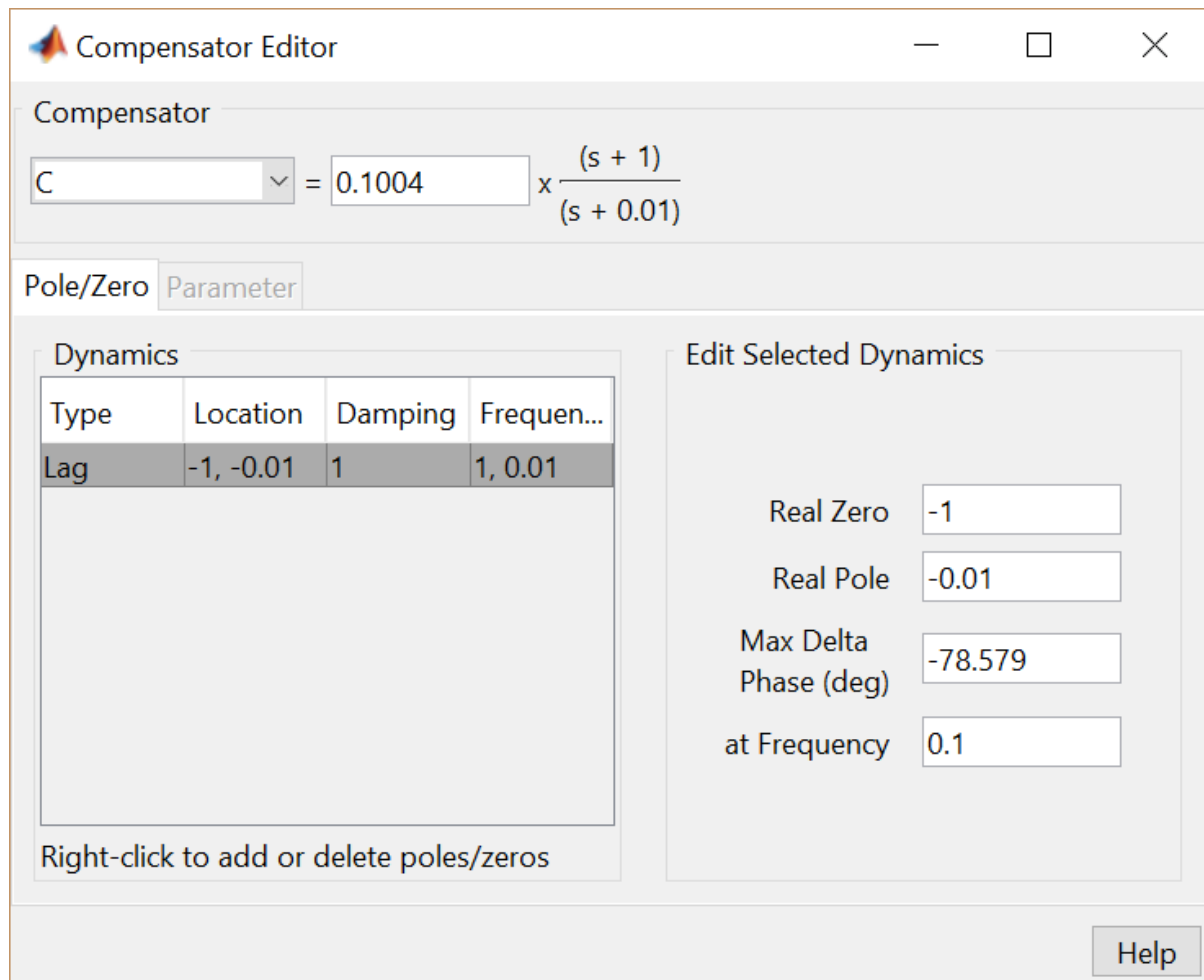 Compensator Editor
Compensator
C = 0.1004 x (s + 1)
(s + 0.01)
Pole/Zero Parameter
Dynamics
Type Location Damping Frequen...
Lag -1, -0.01 1 1, 0.01
Right-click to add or delete poles/zeros
Edit Selected Dynamics
Real Zero -1
Real Pole -0.01
Max Delta
Phase (deg) -78.579
at Frequency 0.1
Help